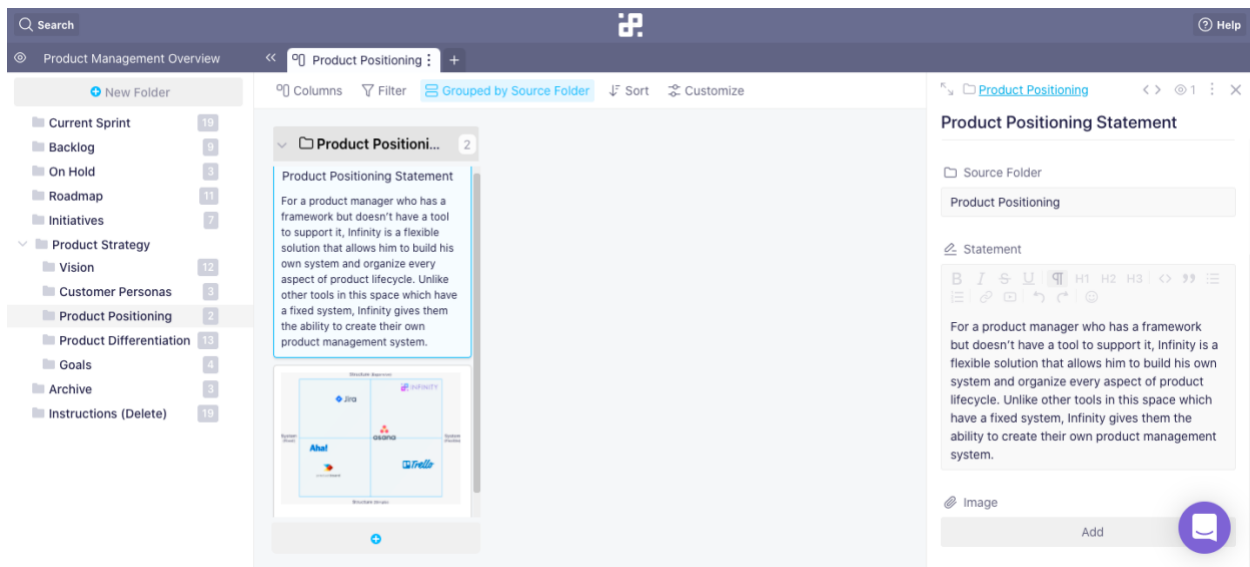 Search
Help
Product Management Overview
Product Positioning
New Folder
Current Sprint 19
Backlog 9
On Hold 3
Roadmap 11
Initiatives 7
Product Strategy
Vision 12
Customer Personas 3
Product Positioning 2
Product Differentiation 13
Goals 4
Archive 3
Instructions (Delete) 19
Columns Filter Grouped by Source Folder Sort Customize
Product Positioni... 2
Product Positioning Statement
For a product manager who has a
framework but doesn't have a tool
to support it, Infinity is a flexible
solution that allows him to build his
own system and organize every
aspect of product lifecycle. Unlike
other tools in this space which have
a fixed system, Infinity gives them
the ability to create their own
product management system.
INFINITY
Jira
asana
Aha!
Trello
Product Positioning 1
Product Positioning Statement
Source Folder
Product Positioning
Statement
B I S U ¶ H1 H2 H3
For a product manager who has a framework
but doesn't have a tool to support it, Infinity is a
flexible solution that allows him to build his own
system and organize every aspect of product
lifecycle. Unlike other tools in this space which
have a fixed system, Infinity gives them the
ability to create their own product management
system.
Image
Add